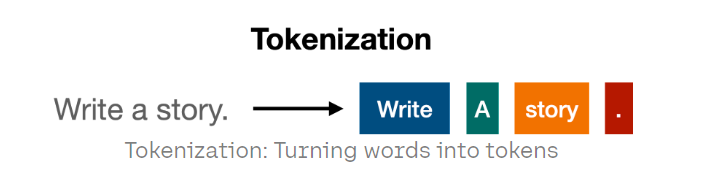 Tokenization
Write a story. Write A story .
Tokenization: Turning words into tokens